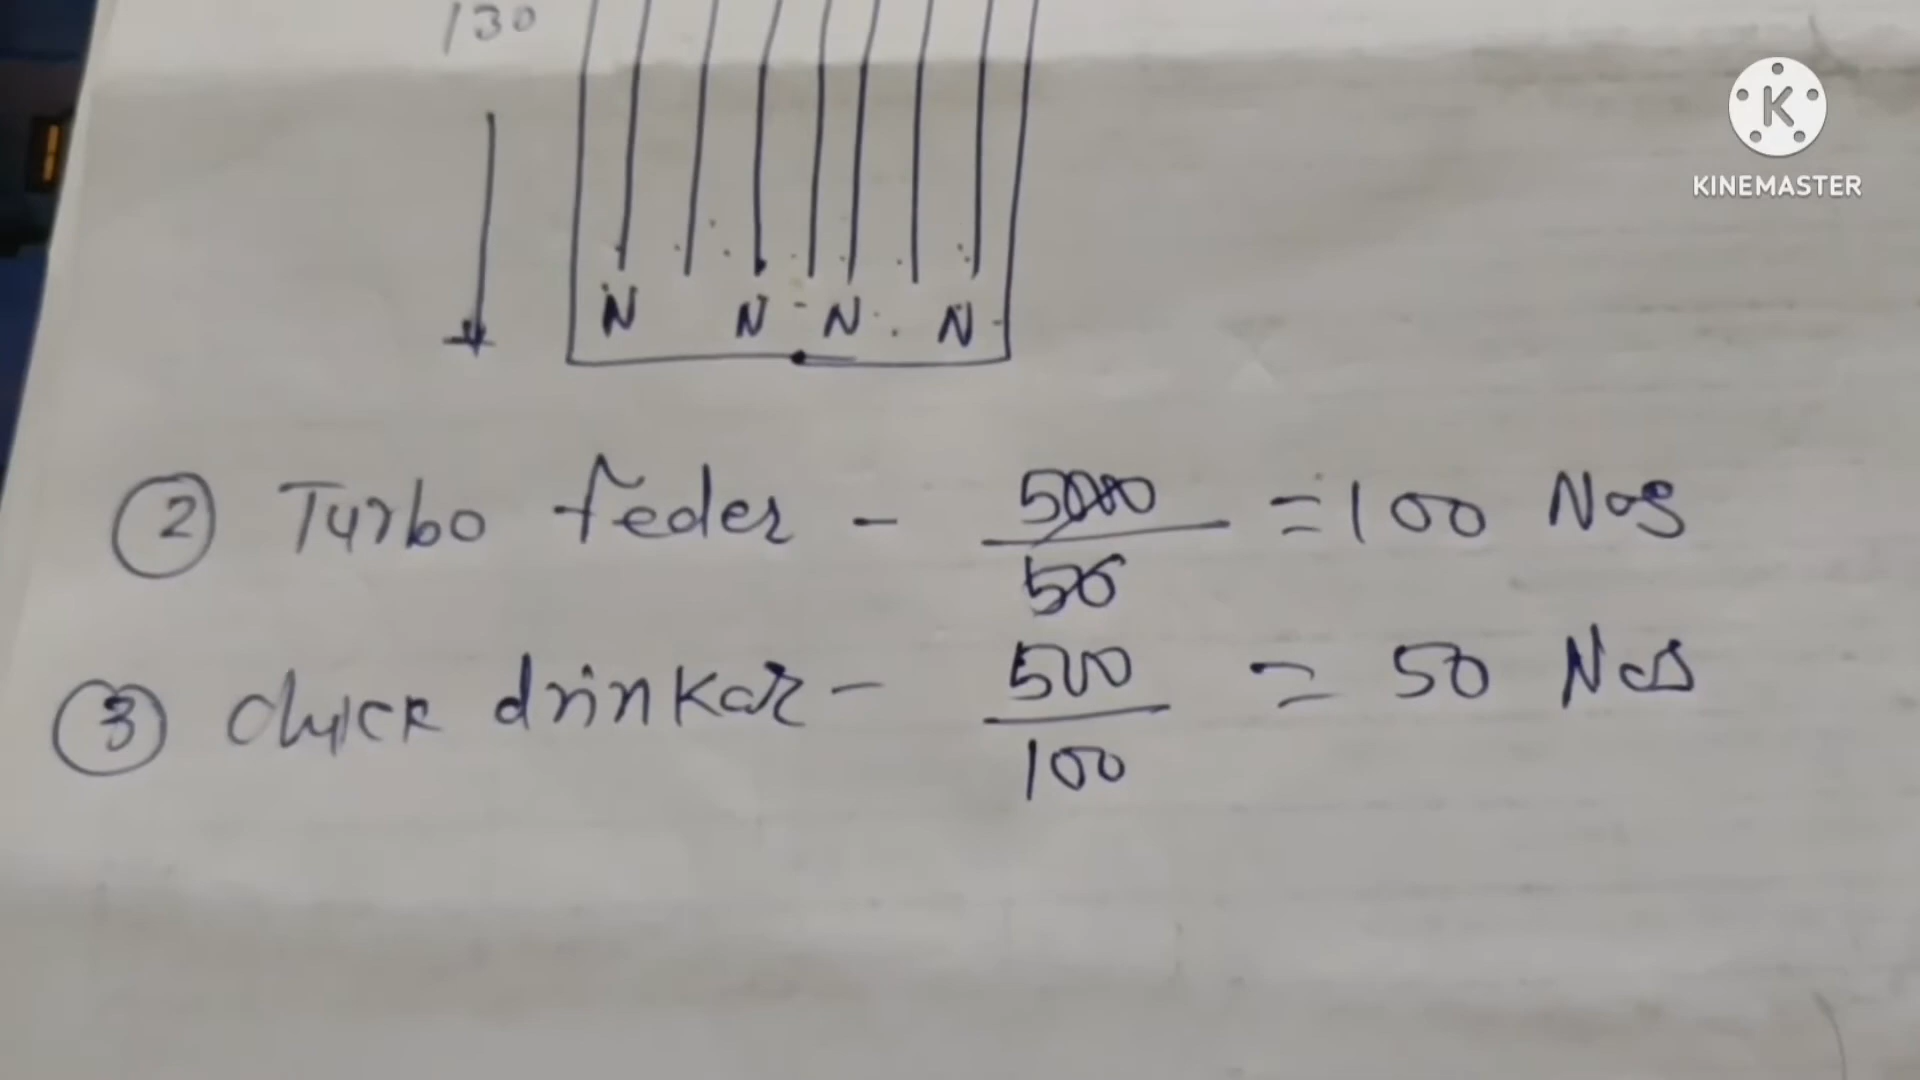 130
KINEMASTER
N N N N
② Turbo feder - 5000/50 = 100 Nos
③ chick drinkar - 500/100 = 50 Nos